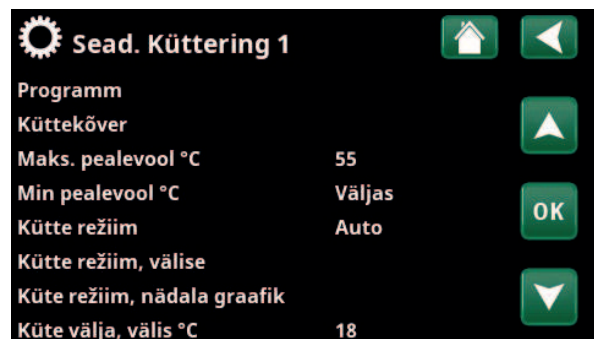 Sead. Küttering 1
Programm
Küttekõver
Maks. pealevool °C 55
Min pealevool °C Väljas
Kütte režiim Auto
OK
Kütte režiim, välise
Küte režiim, nädala graafik
Küte välja, välis °C 18